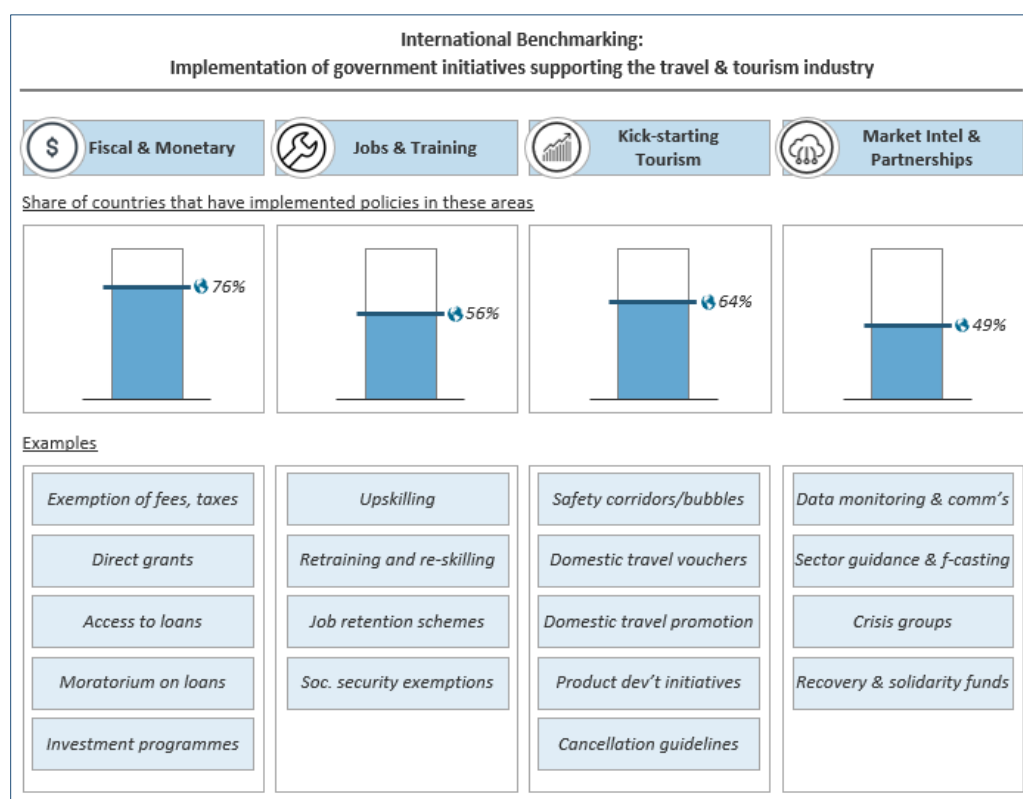 International Benchmarking:
Implementation of government initiatives supporting the travel & tourism industry
$
Fiscal & Monetary
Jobs & Training
Kick-starting
Tourism
Market Intel &
Partnerships
Share of countries that have implemented policies in these areas
76%
56%
64%
49%
Examples
Exemption of fees, taxes
Direct grants
Access to loans
Moratorium on loans
Investment programmes
Upskilling
Retraining and re-skilling
Job retention schemes
Soc. security exemptions
Safety corridors/bubbles
Domestic travel vouchers
Domestic travel promotion
Product dev't initiatives
Cancellation guidelines
Data monitoring & comm's
Sector guidance & f-casting
Crisis groups
Recovery & solidarity funds